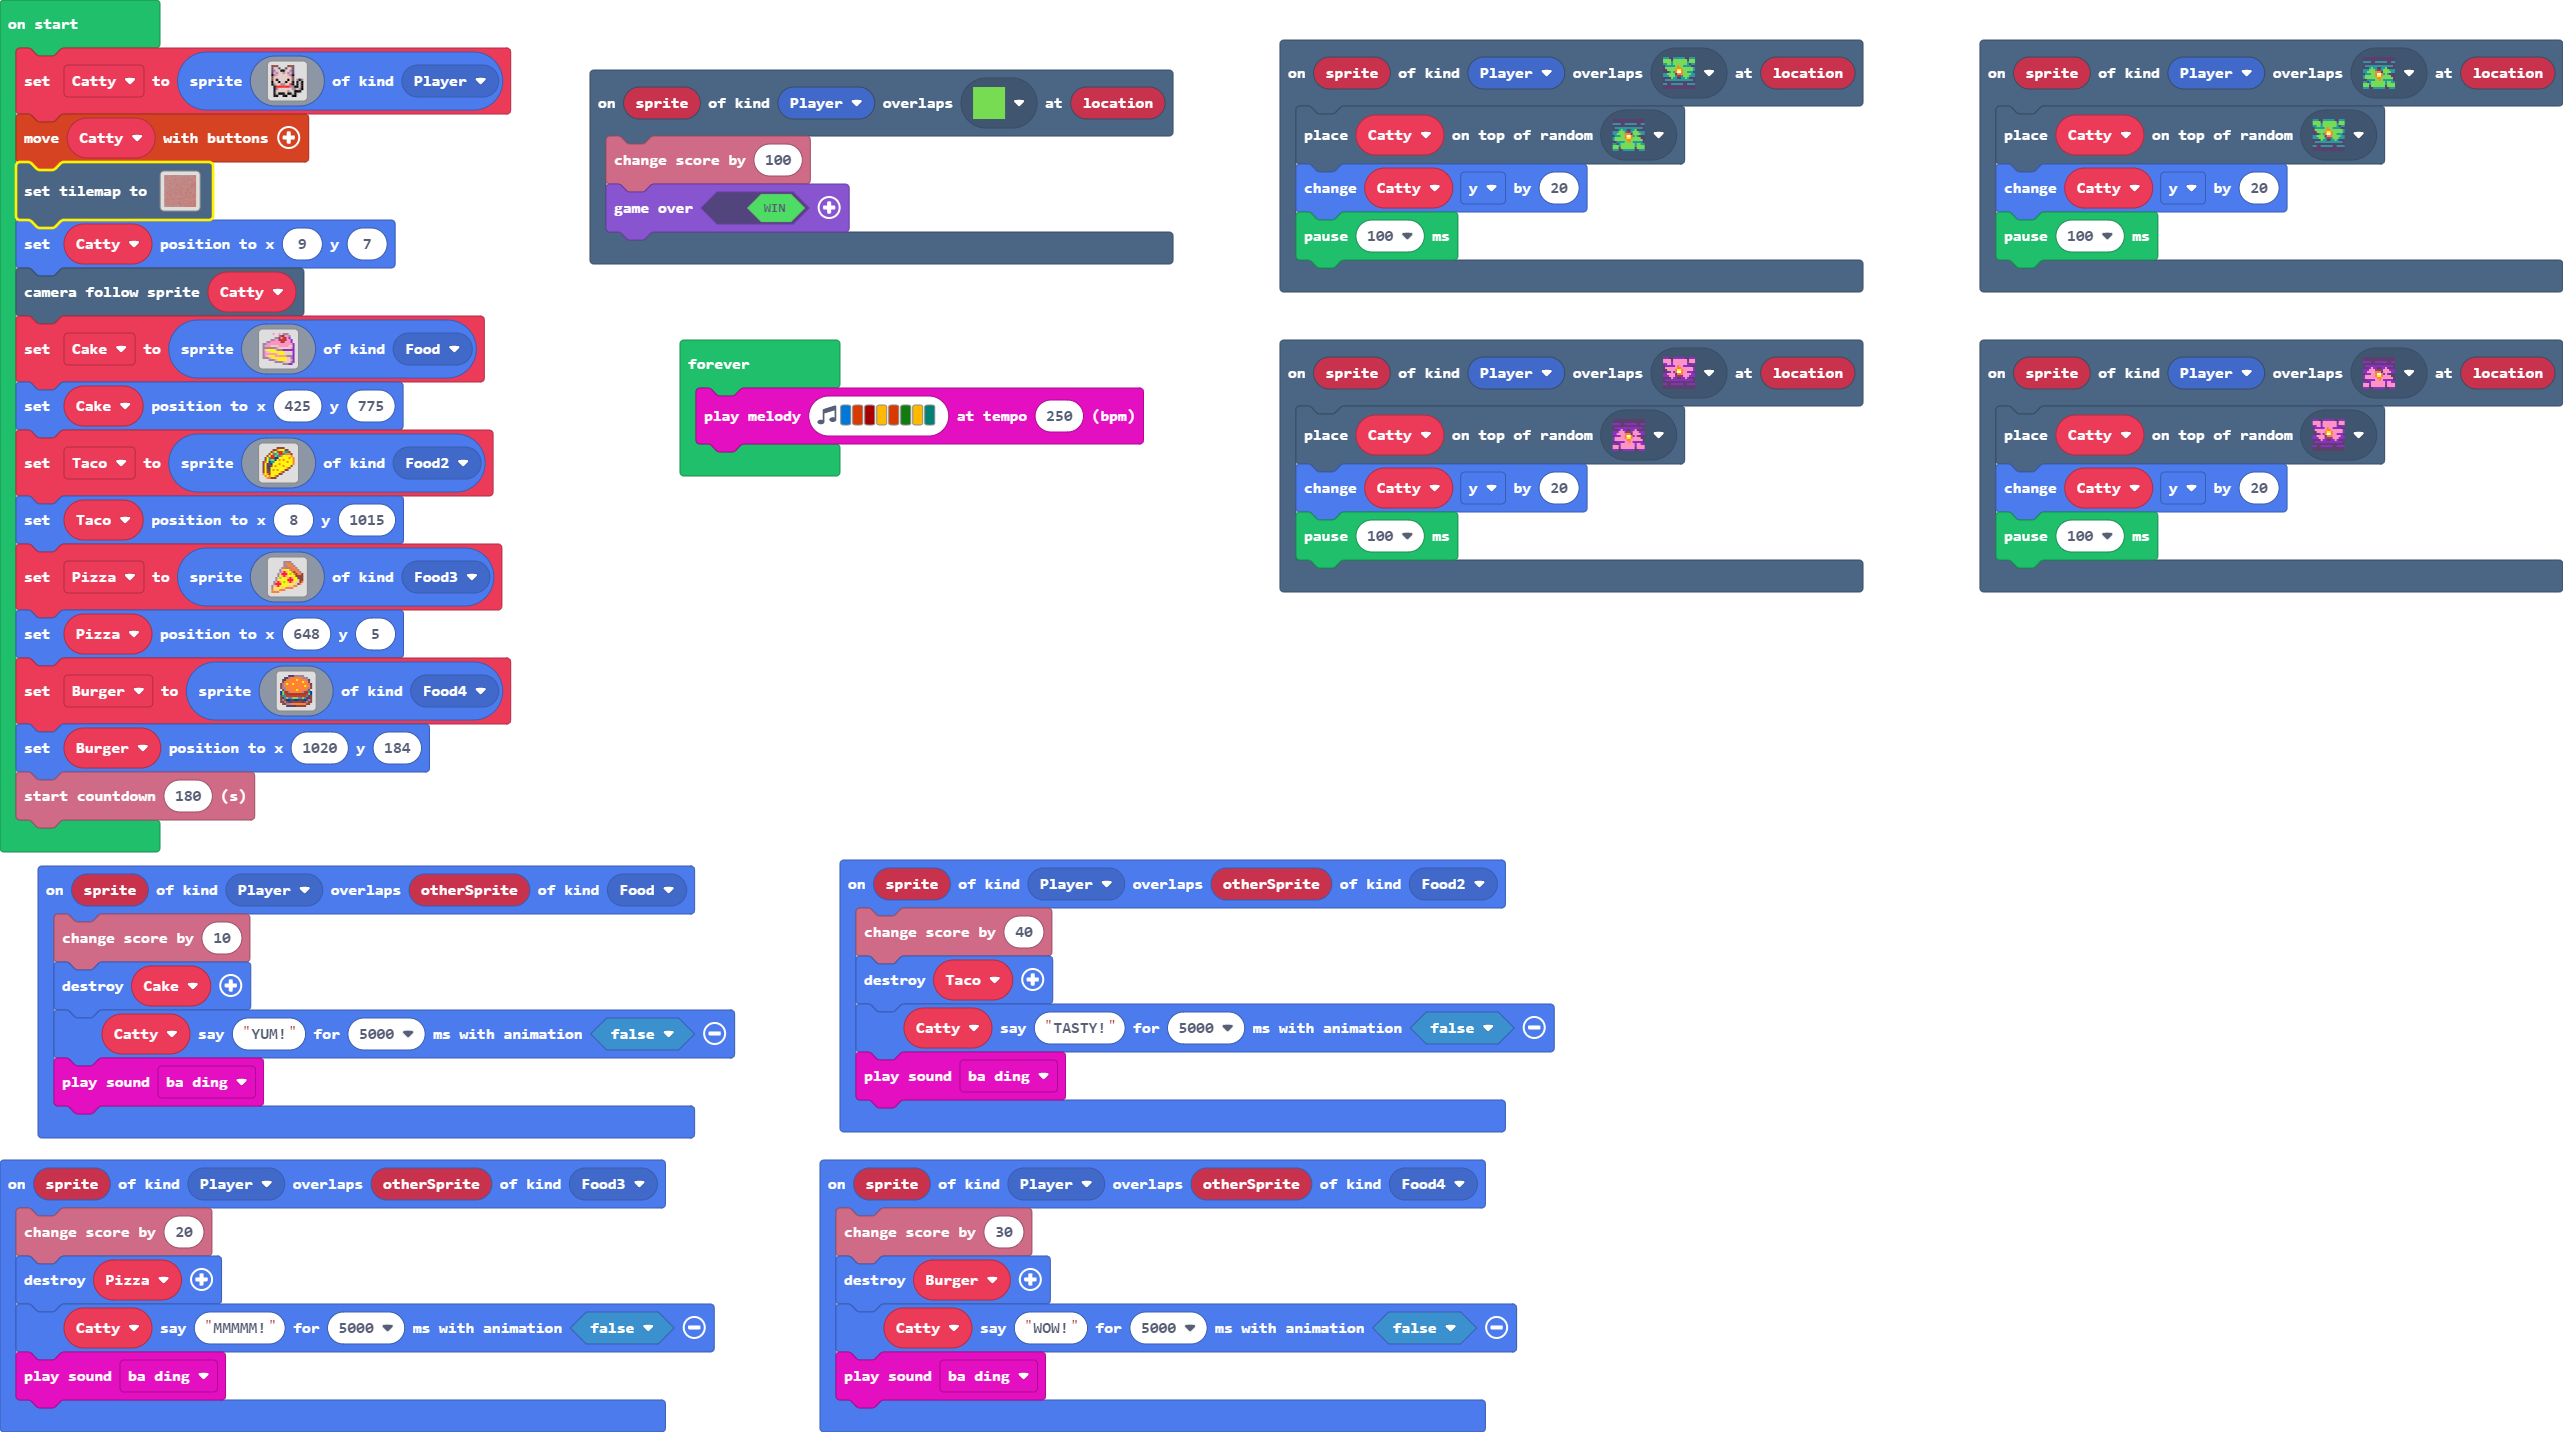 on start
set Catty to sprite of kind Player
move Catty with buttons
set tilemap to
set Catty position to x 9 y 7
camera follow sprite Catty
set Cake to sprite of kind Food
set Cake position to x 425 y 775
set Taco to sprite of kind Food2
set Taco position to x 8 y 1015
set Pizza to sprite of kind Food3
set Pizza position to x 648 y 5
set Burger to sprite of kind Food4
set Burger position to x 1020 y 184
start countdown 180 (s)
on sprite of kind Player overlaps at location
change score by 100
game over WIN
forever
play melody at tempo 250 (bpm)
on sprite of kind Player overlaps at location
place Catty on top of random
change Catty y by 20
pause 100 ms
on sprite of kind Player overlaps at location
place Catty on top of random
change Catty y by 20
pause 100 ms
on sprite of kind Player overlaps at location
place Catty on top of random
change Catty y by 20
pause 100 ms
on sprite of kind Player overlaps at location
place Catty on top of random
change Catty y by 20
pause 100 ms
on sprite of kind Player overlaps otherSprite of kind Food
change score by 10
destroy Cake
Catty say "YUM!" for 5000 ms with animation false
play sound ba ding
on sprite of kind Player overlaps otherSprite of kind Food2
change score by 40
destroy Taco
Catty say "TASTY!" for 5000 ms with animation false
play sound ba ding
on sprite of kind Player overlaps otherSprite of kind Food3
change score by 20
destroy Pizza
Catty say "MMMMM!" for 5000 ms with animation false
play sound ba ding
on sprite of kind Player overlaps otherSprite of kind Food4
change score by 30
destroy Burger
Catty say "WOW!" for 5000 ms with animation false
play sound ba ding